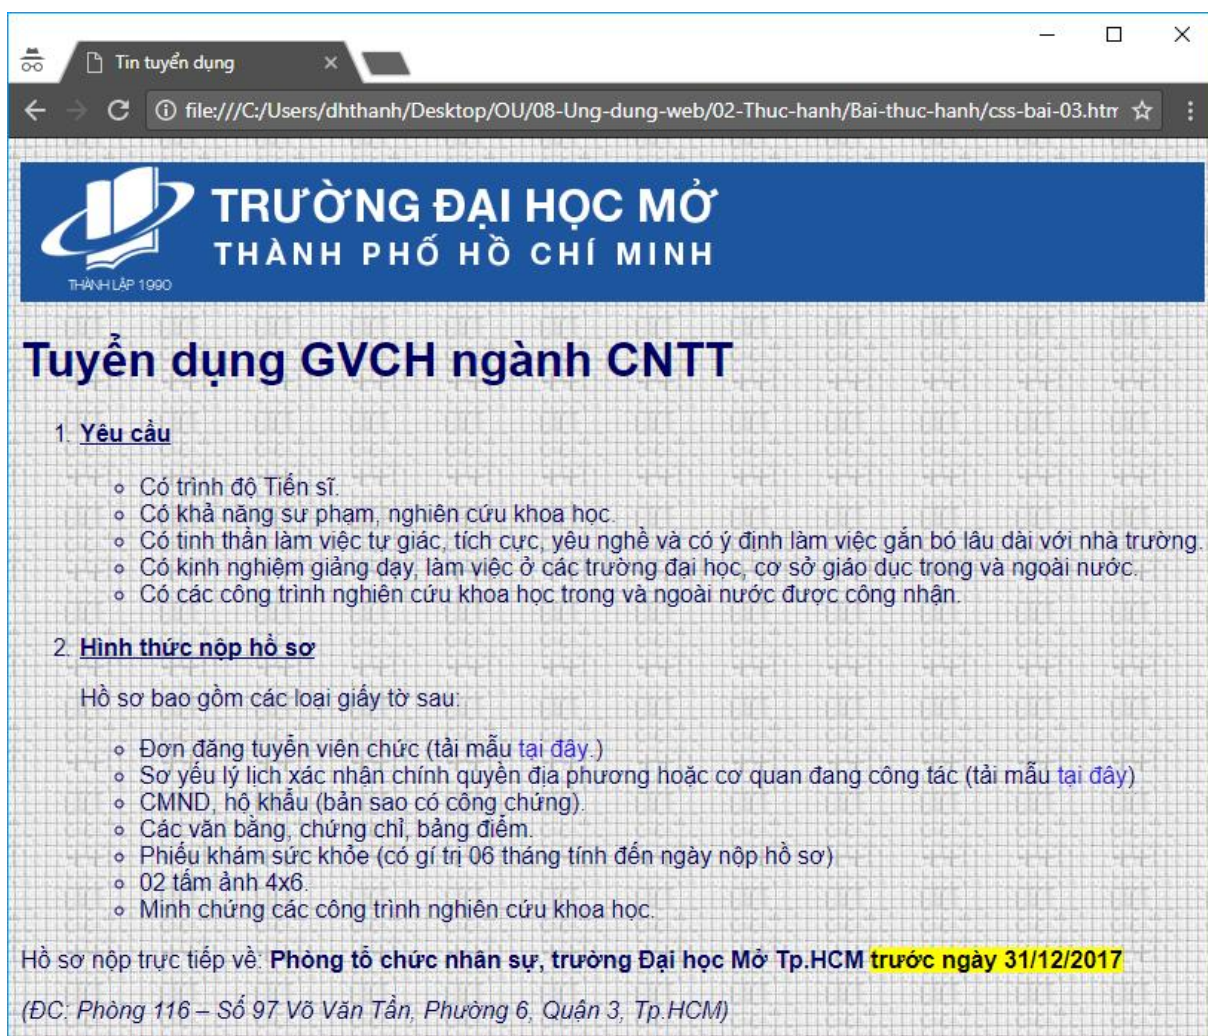 Tin tuyển dụng
file:///C:/Users/dhthanh/Desktop/OU/08-Ung-dung-web/02-Thuc-hanh/Bai-thuc-hanh/css-bai-03.htm
TRƯỜNG ĐẠI HỌC MỞ
THÀNH PHỐ HỒ CHÍ MINH
THÀNH LẬP 1990
Tuyển dụng GVCH ngành CNTT
1. Yêu cầu
Có trình độ Tiến sĩ.
Có khả năng sư phạm, nghiên cứu khoa học.
Có tinh thần làm việc tự giác, tích cực, yêu nghề và có ý định làm việc gắn bó lâu dài với nhà trường.
Có kinh nghiệm giảng dạy, làm việc ở các trường đại học, cơ sở giáo dục trong và ngoài nước.
Có các công trình nghiên cứu khoa học trong và ngoài nước được công nhận.
2. Hình thức nộp hồ sơ
Hồ sơ bao gồm các loại giấy tờ sau:
Đơn đăng tuyển viên chức (tải mẫu tại đây.)
Sơ yếu lý lịch xác nhận chính quyền địa phương hoặc cơ quan đang công tác (tải mẫu tại đây)
CMND, hộ khẩu (bản sao có công chứng).
Các văn bằng, chứng chỉ, bảng điểm.
Phiếu khám sức khỏe (có gí trị 06 tháng tính đến ngày nộp hồ sơ)
02 tấm ảnh 4x6.
Minh chứng các công trình nghiên cứu khoa học.
Hồ sơ nộp trực tiếp về: Phòng tổ chức nhân sự, trường Đại học Mở Tp.HCM trước ngày 31/12/2017
(ĐC: Phòng 116 – Số 97 Võ Văn Tần, Phường 6, Quận 3, Tp.HCM)